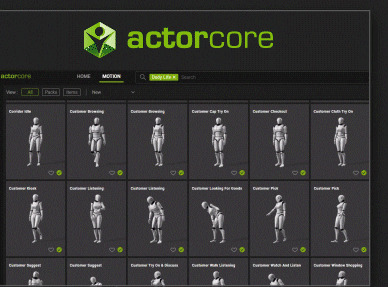 actorcore
actorcore HOME MOTION Daily Life × Search
View All Packs Items New
Corridor Idle Customer Browsing Customer Browsing Customer Cap Try On Customer Checkout Customer Cloth Try On
Customer Kiosk Customer Listening Customer Listening Customer Looking For Goods Customer Pick Customer Pick
Customer Suggest Customer Suggest Customer Try On & Discuss Customer Walk Listening Customer Watch And Listen Customer Window Shopping